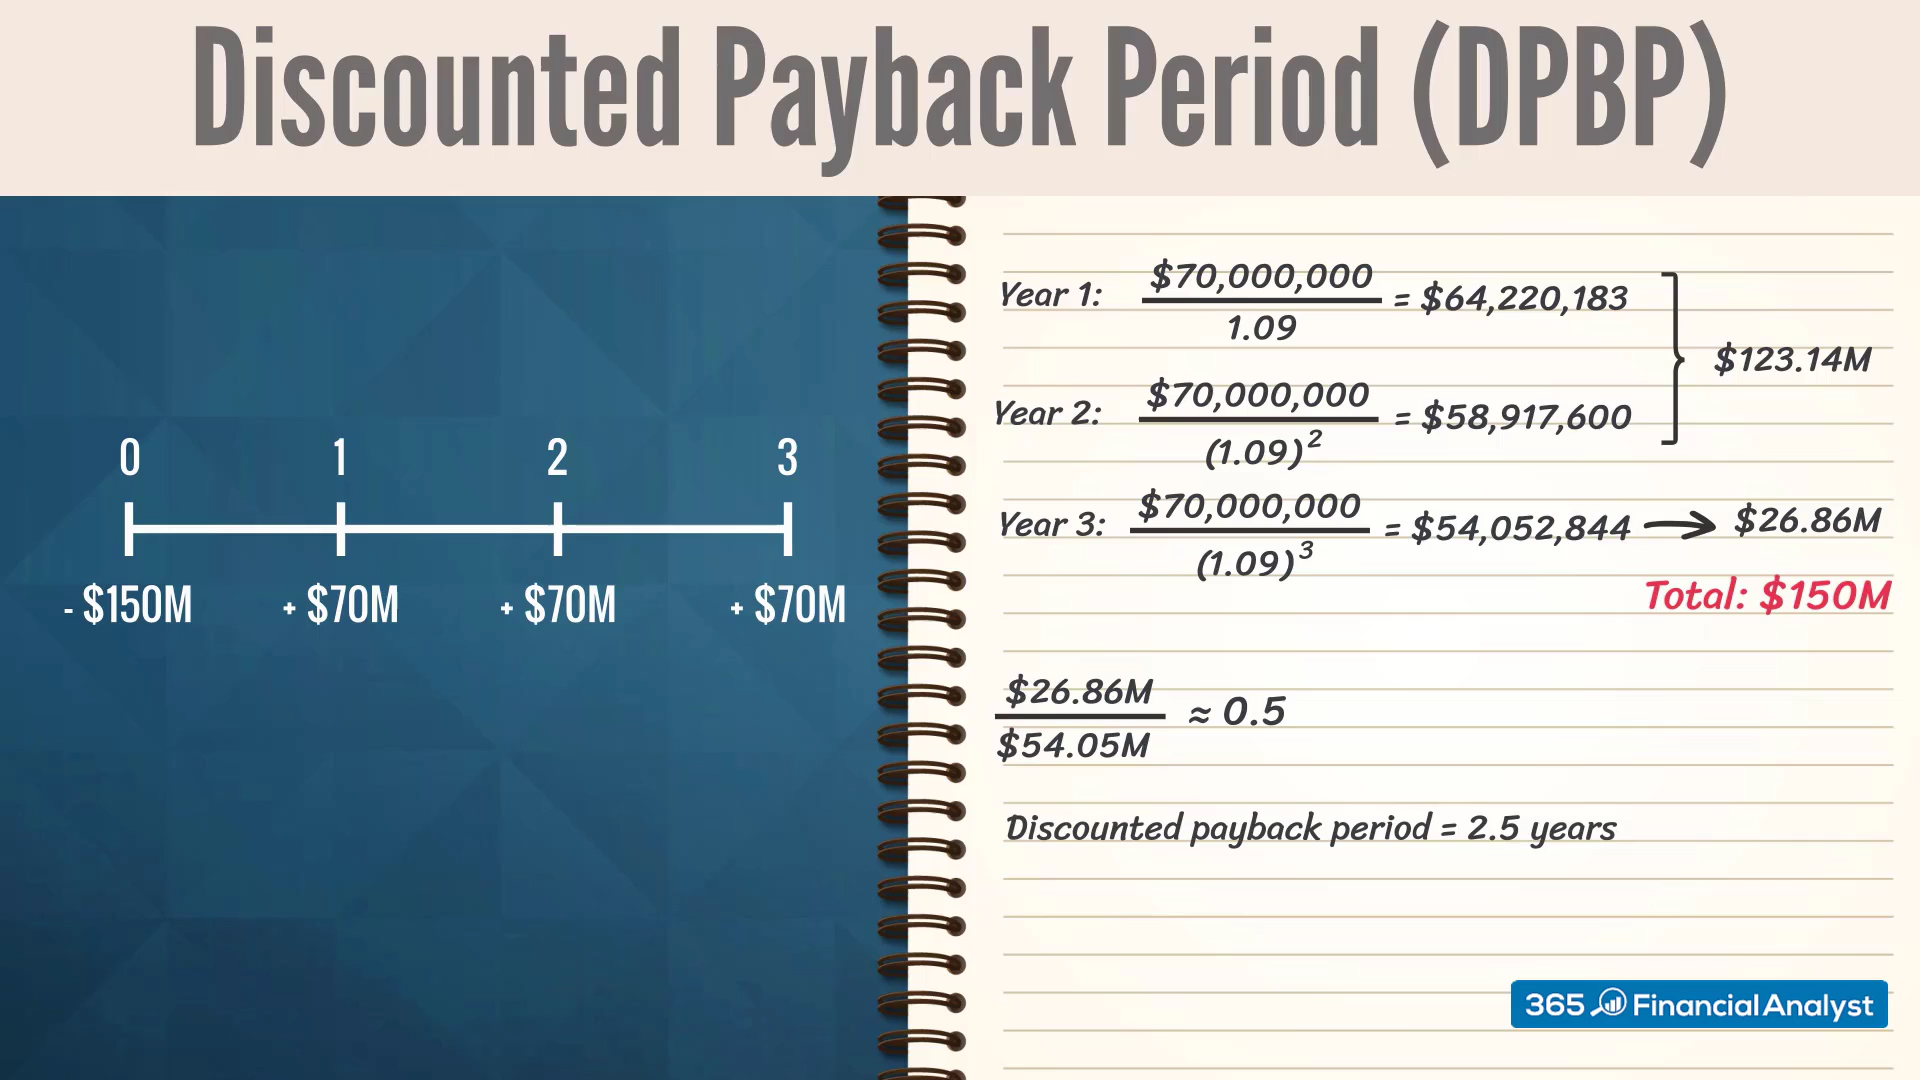 Discounted Payback Period (DPBP)
0 1 2 3
- $150M + $70M + $70M + $70M
Year 1: $70,000,000 / 1.09 = $64,220,183
Year 2: $70,000,000 / (1.09)² = $58,917,600
$123.14M
Year 3: $70,000,000 / (1.09)³ = $54,052,844 → $26.86M
Total: $150M
$26.86M / $54.05M ≈ 0.5
Discounted payback period = 2.5 years
365 Financial Analyst